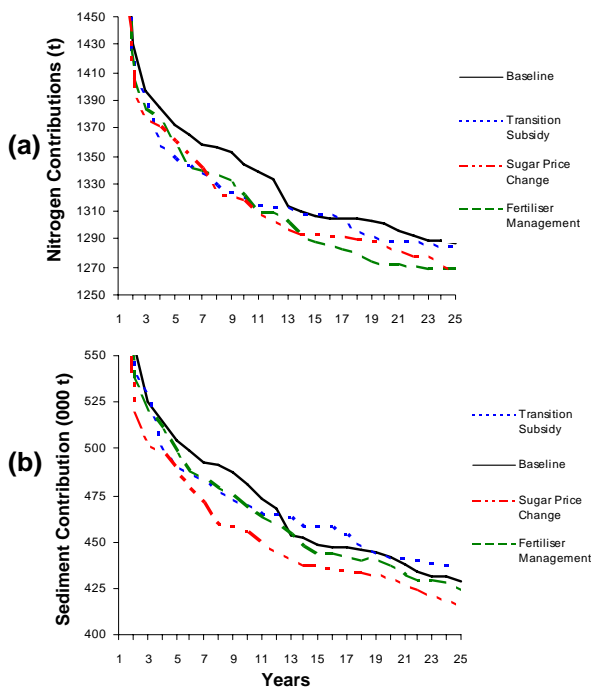 (a)
Nitrogen Contributions (t)
1450
1430
1410
1390
1370
1350
1330
1310
1290
1270
1250
1 3 5 7 9 11 13 15 17 19 21 23 25
Baseline
Transition
Subsidy
Sugar Price
Change
Fertiliser
Management
(b)
Sediment Contribution (000 t)
550
525
500
475
450
425
400
1 3 5 7 9 11 13 15 17 19 21 23 25
Years
Transition
Subsidy
Baseline
Sugar Price
Change
Fertiliser
Management